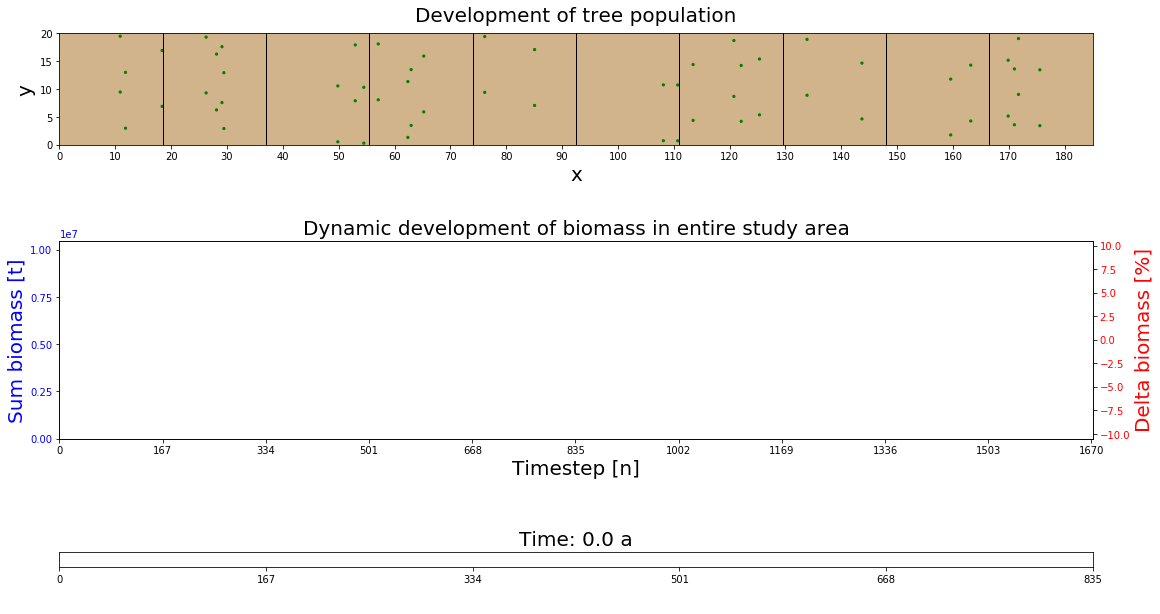 Development of tree population
20
15
10
5
0
y
0 10 20 30 40 50 60 70 80 90 100 110 120 130 140 150 160 170 180
x
Dynamic development of biomass in entire study area
1e7
1.00
0.75
0.50
0.25
0.00
Sum biomass [t]
10.0
7.5
5.0
2.5
0.0
−2.5
−5.0
−7.5
−10.0
Delta biomass [%]
0 167 334 501 668 835 1002 1169 1336 1503 1670
Timestep [n]
Time: 0.0 a
0 167 334 501 668 835